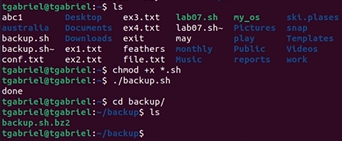 tgabriel@tgabriel:~$ ls
abc1 Desktop ex3.txt lab07.sh my_os ski.plases
australia Documents ex4.txt lab07.sh~ Pictures snap
backup.sh Downloads exit may play Templates
backup.sh~ ex1.txt feathers monthly Public Videos
conf.txt ex2.txt file.txt Music reports work
tgabriel@tgabriel:~$ chmod +x *.sh
tgabriel@tgabriel:~$ ./backup.sh
done
tgabriel@tgabriel:~$ cd backup/
tgabriel@tgabriel:~/backup$ ls
backup.sh.bz2
tgabriel@tgabriel:~/backup$